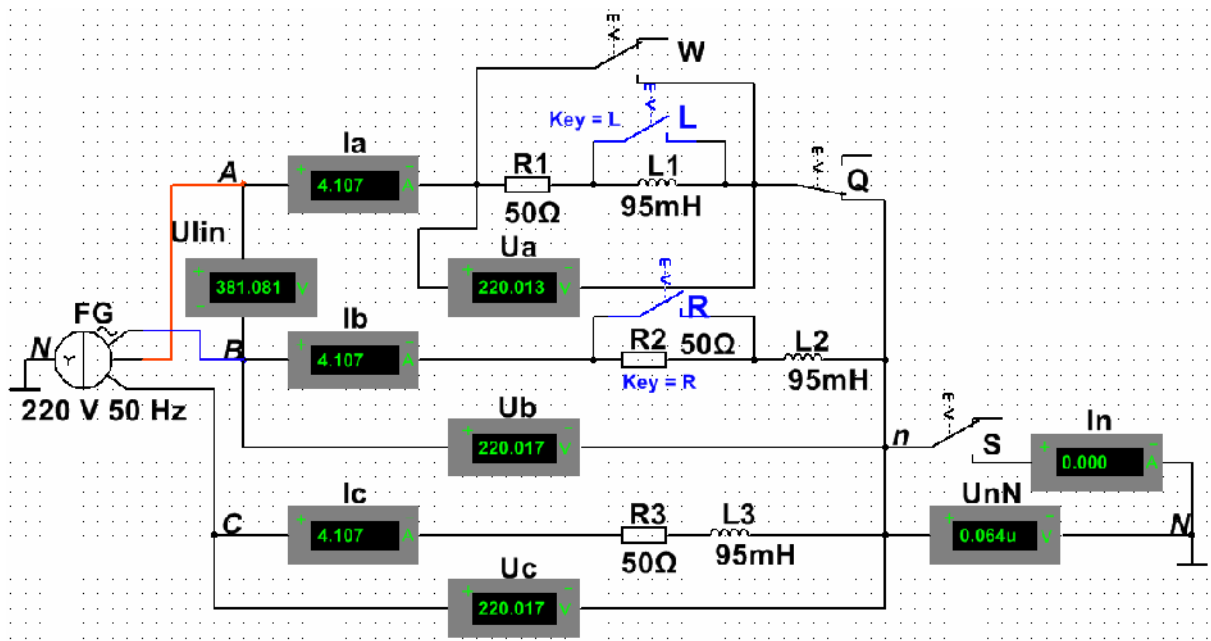 W
Key = L
L
Ia
A
4.107
A
R1
50Ω
L1
95mH
Q
Ulin
381.081
V
Ua
220.013
V
FG
N
220 V 50 Hz
B
Ib
4.107
A
R
R2
50Ω
Key = R
L2
95mH
Ub
220.017
V
n
S
In
0.000
A
C
Ic
4.107
A
R3
50Ω
L3
95mH
UnN
0.064u
V
N
Uc
220.017
V